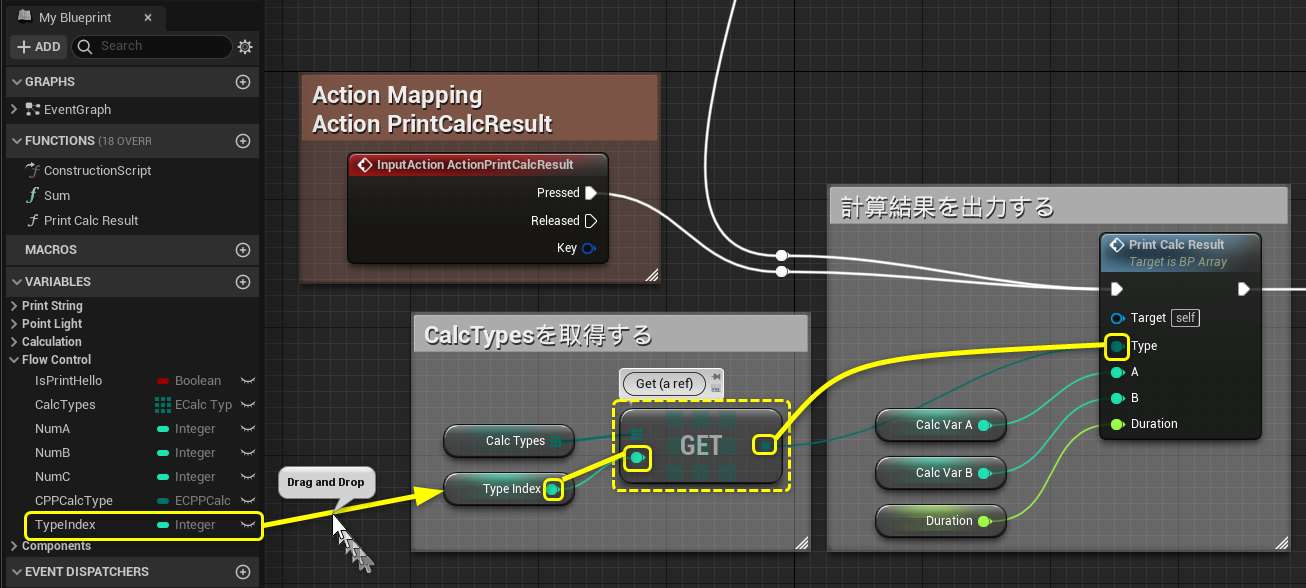 My Blueprint
ADD
Search
GRAPHS
EventGraph
FUNCTIONS (18 OVERR
ConstructionScript
Sum
Print Calc Result
MACROS
VARIABLES
Print String
Point Light
Calculation
Flow Control
IsPrintHello Boolean
CalcTypes ECalc Typ
NumA Integer
NumB Integer
NumC Integer
CPPCalcType ECPPCalc
TypeIndex Integer
Components
EVENT DISPATCHERS
Drag and Drop
Action Mapping
Action PrintCalcResult
InputAction ActionPrintCalcResult
Pressed
Released
Key
CalcTypesを取得する
Get (a ref)
Calc Types
GET
Type Index
計算結果を出力する
Print Calc Result
Target is BP Array
Target self
Type
A
B
Duration
Calc Var A
Calc Var B
Duration